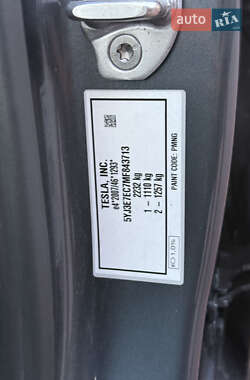 AUTO RIA
TESLA, INC.
e4*2007/46*1293*
5YJ3E7EC7MF843713
2232 kg
1 – 1110 kg
2 – 1257 kg
PAINT CODE: PMNG